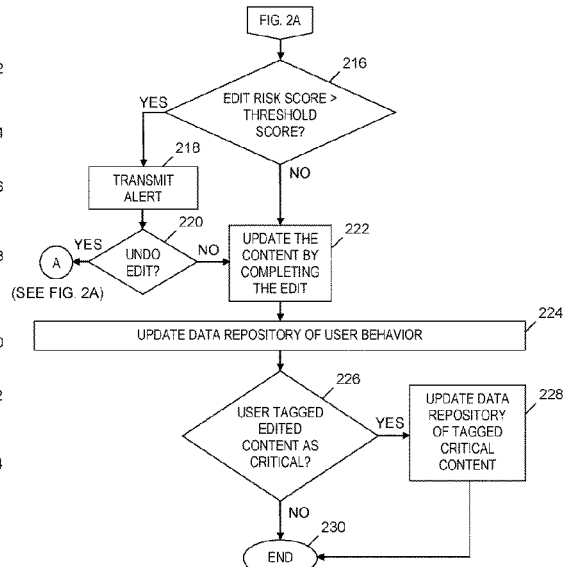 FIG. 2A
216
EDIT RISK SCORE >
THRESHOLD
SCORE?
YES
NO
218
TRANSMIT
ALERT
220
UNDO
EDIT?
YES
NO
A
(SEE FIG. 2A)
222
UPDATE THE
CONTENT BY
COMPLETING
THE EDIT
224
UPDATE DATA REPOSITORY OF USER BEHAVIOR
226
USER TAGGED
EDITED
CONTENT AS
CRITICAL?
YES
NO
228
UPDATE DATA
REPOSITORY
OF TAGGED
CRITICAL
CONTENT
230
END